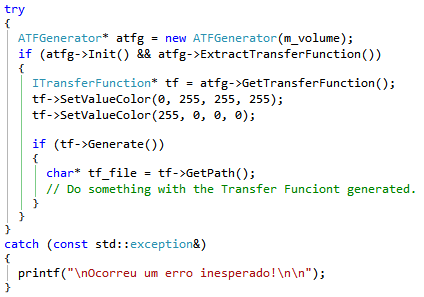 try
{
  ATFGenerator* atfg = new ATFGenerator(m_volume);
  if (atfg->Init() && atfg->ExtractTransferFunction())
  {
    ITransferFunction* tf = atfg->GetTransferFunction();
    tf->SetValueColor(0, 255, 255, 255);
    tf->SetValueColor(255, 0, 0, 0);

    if (tf->Generate())
    {
      char* tf_file = tf->GetPath();
      // Do something with the Transfer Funciont generated.
    }
  }
}
catch (const std::exception&)
{
  printf("\nOcorreu um erro inesperado!\n\n");
}